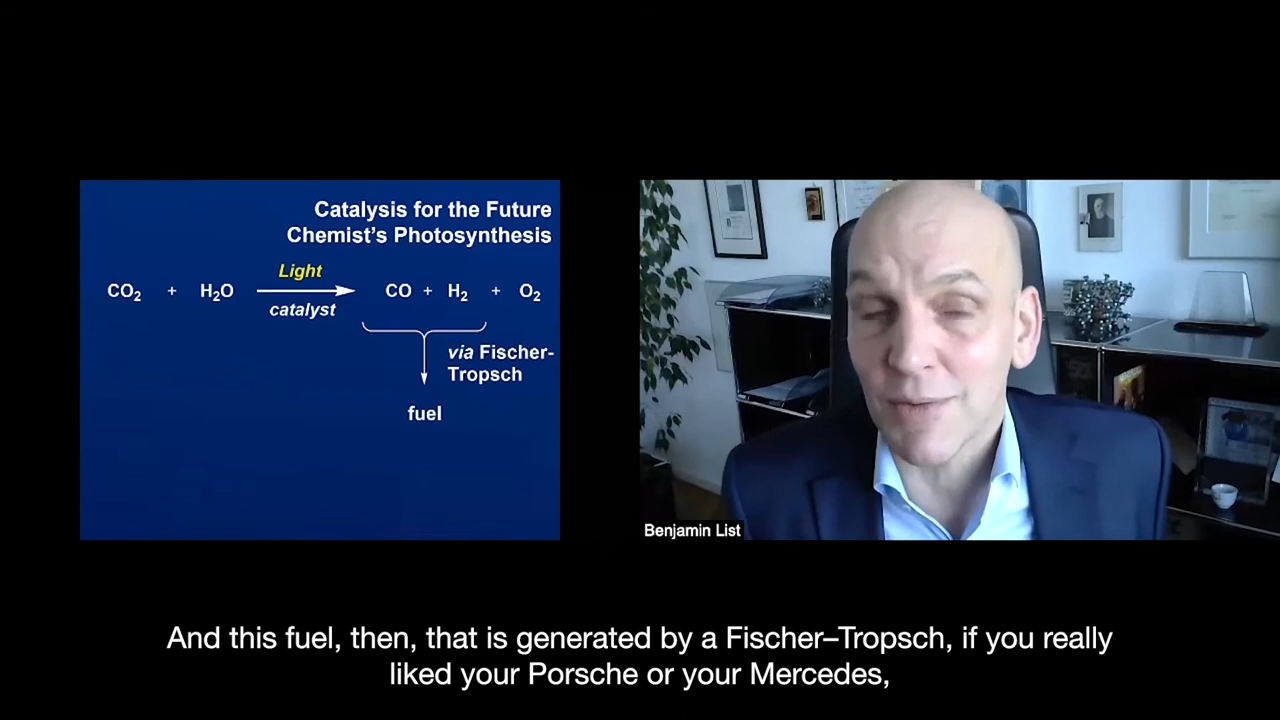 Catalysis for the Future
Chemist's Photosynthesis
Light
CO₂ + H₂O CO + H₂ + O₂
catalyst
via Fischer-
Tropsch
fuel
Benjamin List
And this fuel, then, that is generated by a Fischer–Tropsch, if you really
liked your Porsche or your Mercedes,